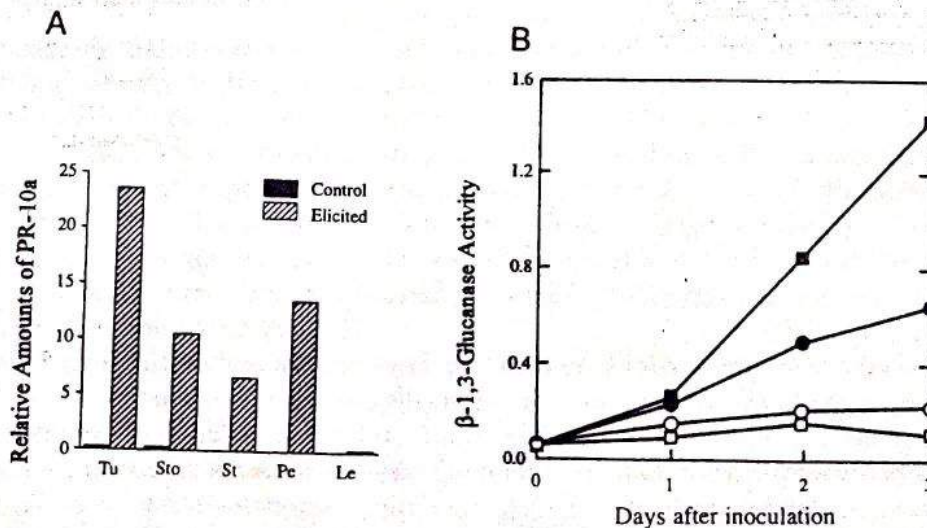 A
Relative Amounts of PR-10a
25
20
15
10
5
0
Control
Elicited
Tu Sto St Pe Le
B
β-1,3-Glucanase Activity
1.6
1.2
0.8
0.4
0.0
0 1 2
Days after inoculation